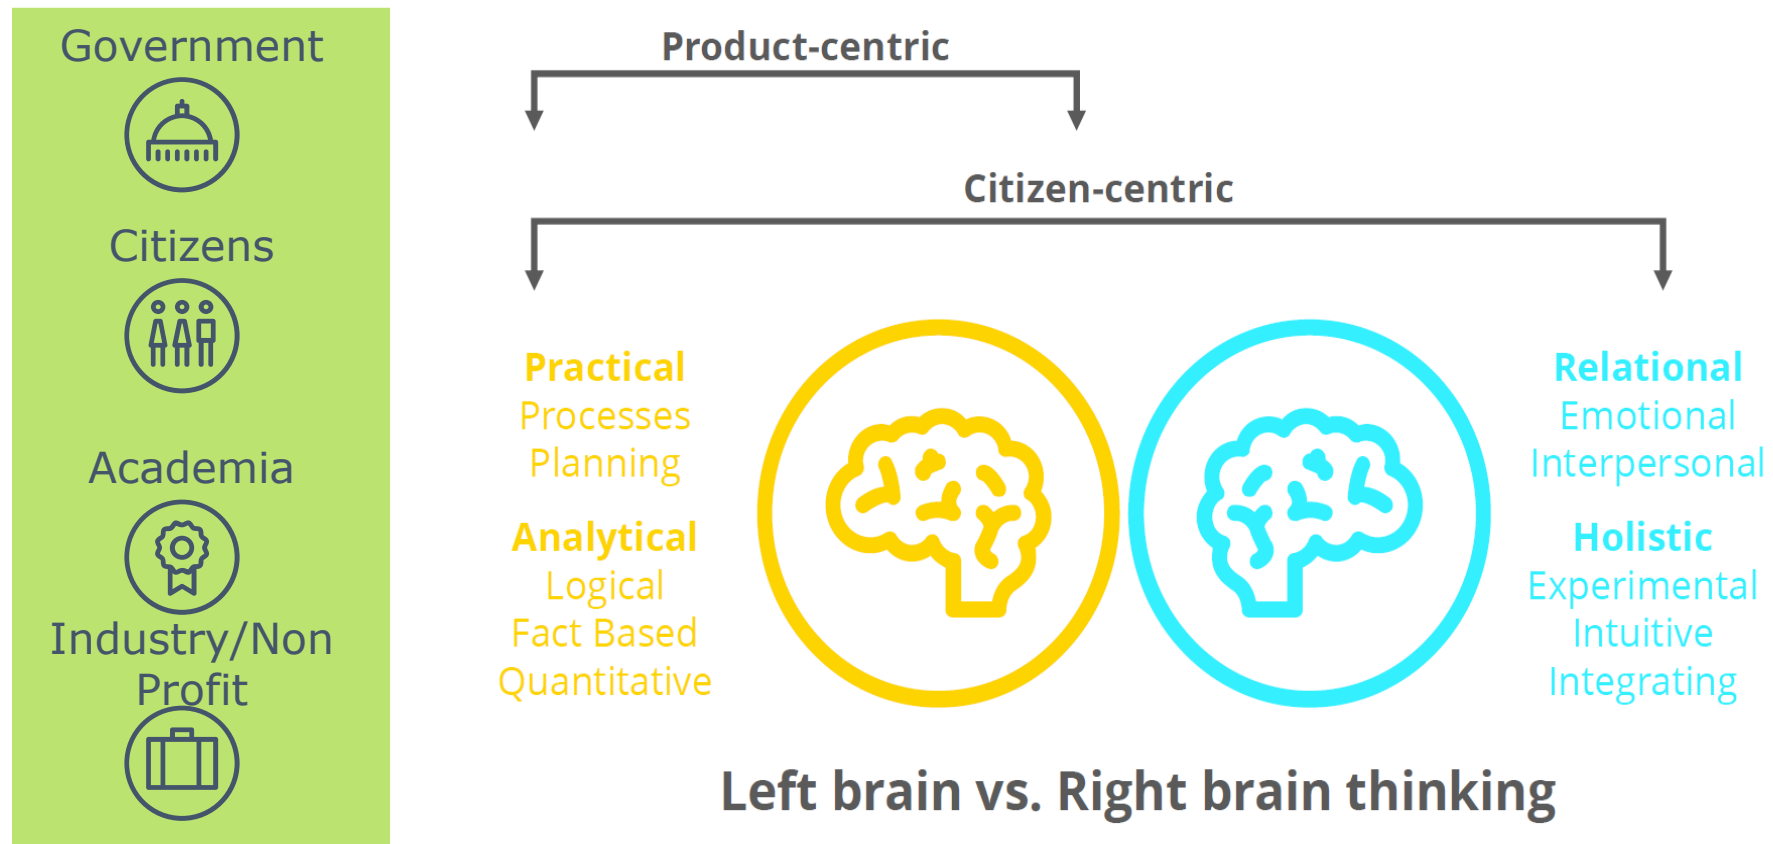 Government
Citizens
Academia
Industry/Non
Profit
Product-centric
Citizen-centric
Practical
Processes
Planning
Analytical
Logical
Fact Based
Quantitative
Relational
Emotional
Interpersonal
Holistic
Experimental
Intuitive
Integrating
Left brain vs. Right brain thinking